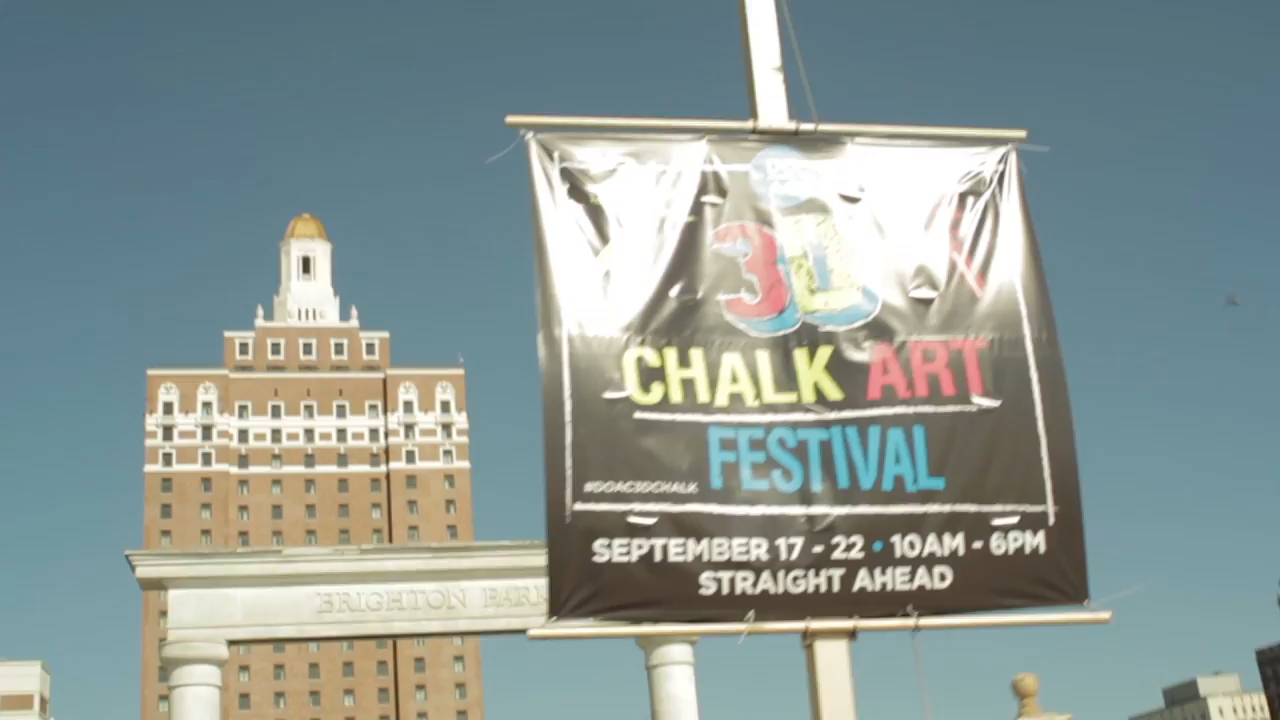 3D
CHALK ART
FESTIVAL
#DOAC3DCHALK
SEPTEMBER 17 - 22 • 10AM - 6PM
STRAIGHT AHEAD
BRIGHTON PARK